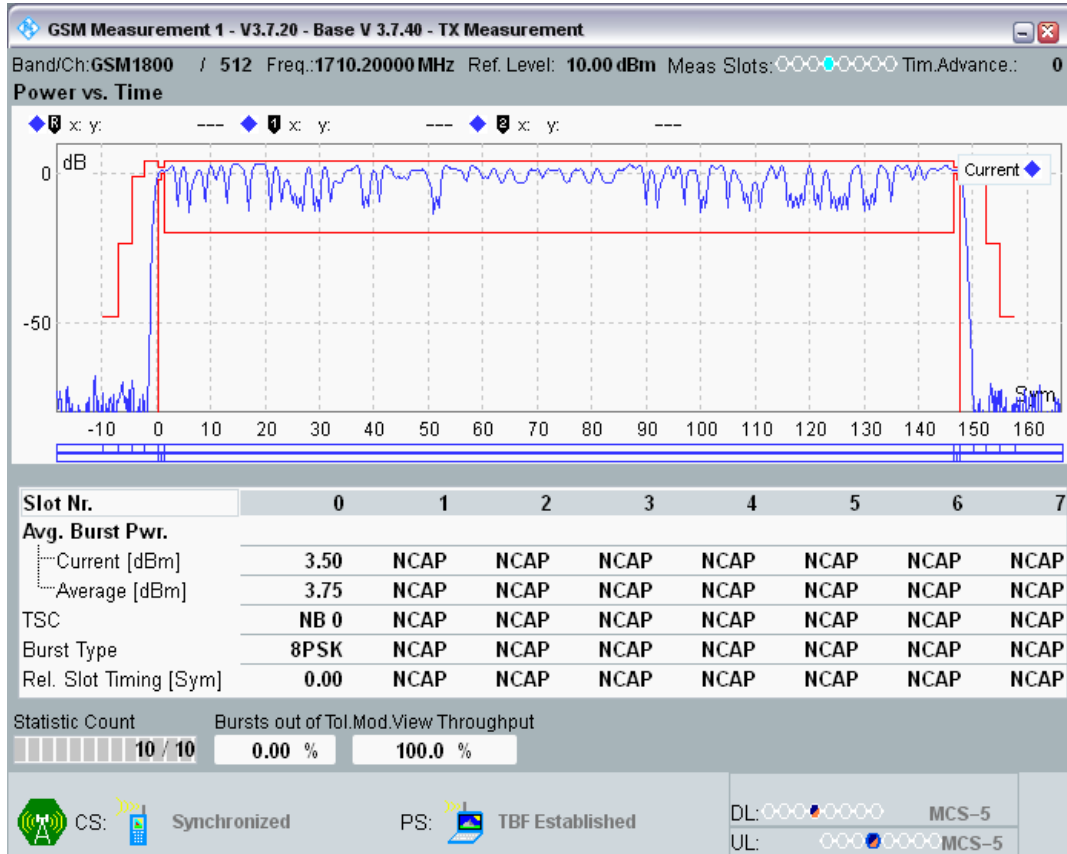 GSM Measurement 1 - V3.7.20 - Base V 3.7.40 - TX Measurement
Band/Ch:GSM1800 / 512 Freq.:1710.20000 MHz Ref. Level: 10.00 dBm Meas Slots: Tim.Advance.: 0
Power vs. Time
R x: y: --- 1 x: y: --- 2 x: y: ---
dB
Current
0
-50
Sym
-10 0 10 20 30 40 50 60 70 80 90 100 110 120 130 140 150 160
Slot Nr. 0 1 2 3 4 5 6 7
Avg. Burst Pwr.
Current [dBm] 3.50 NCAP NCAP NCAP NCAP NCAP NCAP NCAP
Average [dBm] 3.75 NCAP NCAP NCAP NCAP NCAP NCAP NCAP
TSC NB 0 NCAP NCAP NCAP NCAP NCAP NCAP NCAP
Burst Type 8PSK NCAP NCAP NCAP NCAP NCAP NCAP NCAP
Rel. Slot Timing [Sym] 0.00 NCAP NCAP NCAP NCAP NCAP NCAP NCAP
Statistic Count Bursts out of Tol.Mod.View Throughput
10 / 10 0.00 % 100.0 %
CS: Synchronized PS: TBF Established
DL: MCS-5
UL: MCS-5